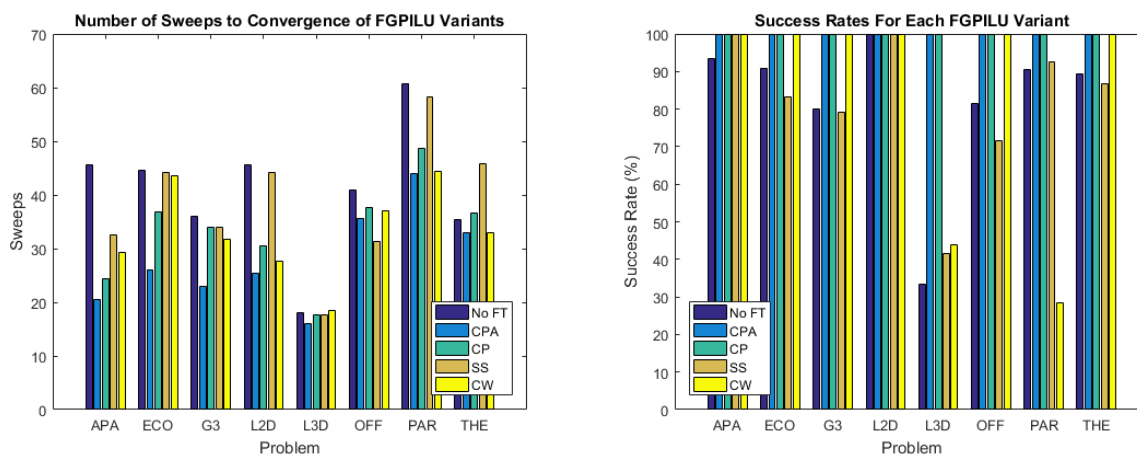 Number of Sweeps to Convergence of FGPILU Variants
70
60
50
40
30
20
10
0
Sweeps
APA ECO G3 L2D L3D OFF PAR THE
Problem
No FT
CPA
CP
SS
CW
Success Rates For Each FGPILU Variant
100
90
80
70
60
50
40
30
20
10
0
Success Rate (%)
APA ECO G3 L2D L3D OFF PAR THE
Problem
No FT
CPA
CP
SS
CW